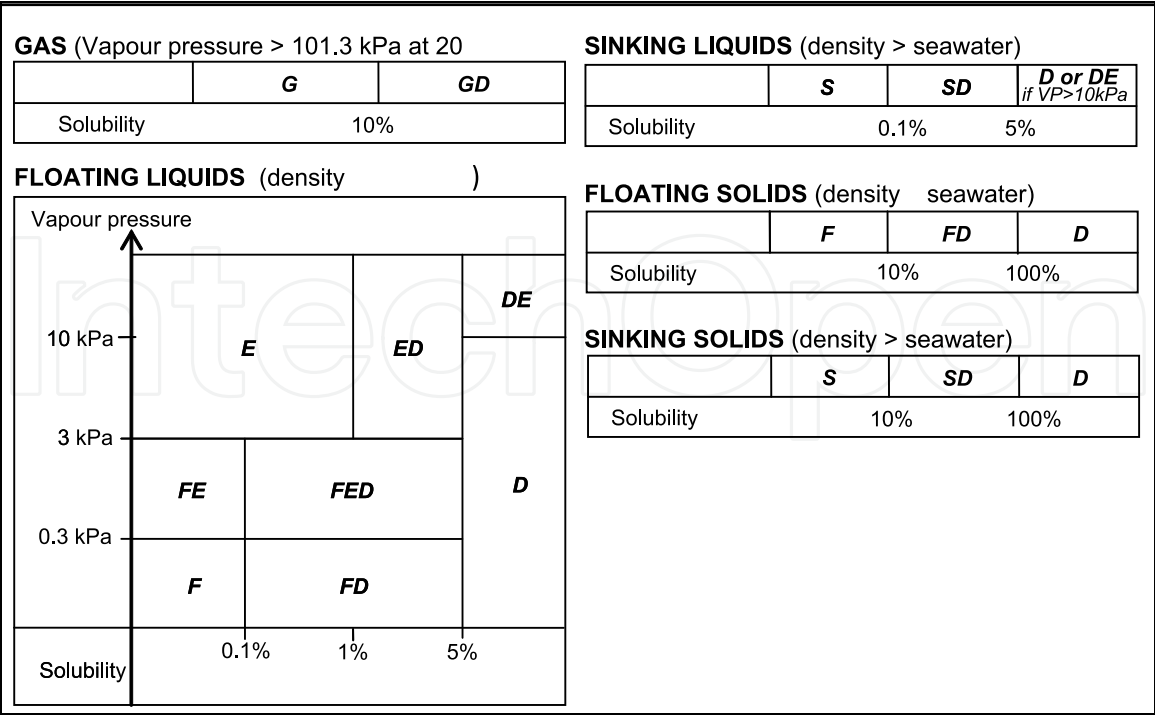 GAS (Vapour pressure > 101.3 kPa at 20
G GD
Solubility 10%
FLOATING LIQUIDS (density )
Vapour pressure
DE
10 kPa E ED
3 kPa
FE FED D
0.3 kPa
F FD
0.1% 1% 5%
Solubility
SINKING LIQUIDS (density > seawater)
S SD D or DE
if VP>10kPa
Solubility 0.1% 5%
FLOATING SOLIDS (density seawater)
F FD D
Solubility 10% 100%
SINKING SOLIDS (density > seawater)
S SD D
Solubility 10% 100%
IntechOpen